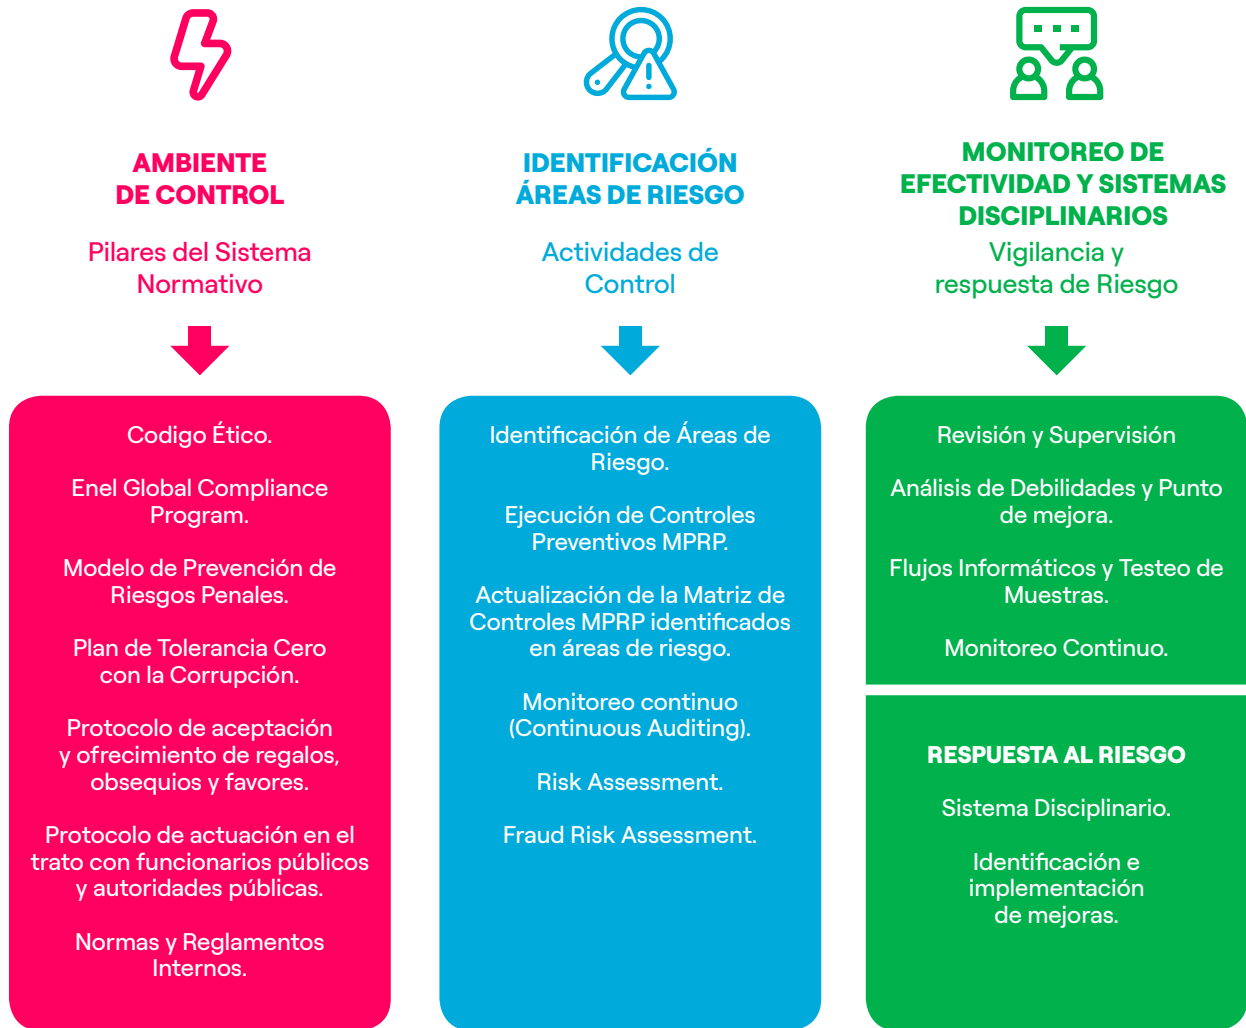 AMBIENTE
DE CONTROL
Pilares del Sistema
Normativo
Codigo Ético.
Enel Global Compliance
Program.
Modelo de Prevención de
Riesgos Penales.
Plan de Tolerancia Cero
con la Corrupción.
Protocolo de aceptación
y ofrecimiento de regalos,
obsequios y favores.
Protocolo de actuación en el
trato con funcionarios públicos
y autoridades públicas.
Normas y Reglamentos
Internos.
IDENTIFICACIÓN
ÁREAS DE RIESGO
Actividades de
Control
Identificación de Áreas de
Riesgo.
Ejecución de Controles
Preventivos MPRP.
Actualización de la Matriz de
Controles MPRP identificados
en áreas de riesgo.
Monitoreo continuo
(Continuous Auditing).
Risk Assessment.
Fraud Risk Assessment.
MONITOREO DE
EFECTIVIDAD Y SISTEMAS
DISCIPLINARIOS
Vigilancia y
respuesta de Riesgo
Revisión y Supervisión
Análisis de Debilidades y Punto
de mejora.
Flujos Informáticos y Testeo de
Muestras.
Monitoreo Continuo.
RESPUESTA AL RIESGO
Sistema Disciplinario.
Identificación e
implementación
de mejoras.